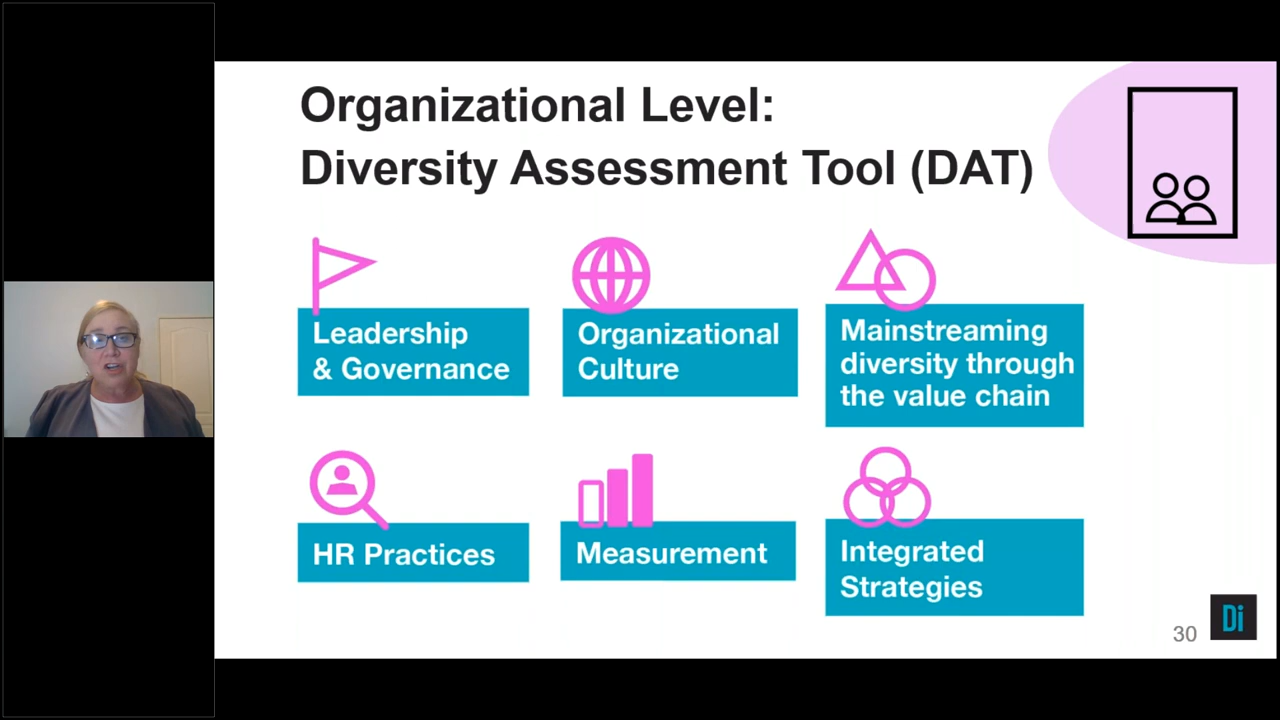 Organizational Level:
Diversity Assessment Tool (DAT)
Leadership
& Governance
Organizational
Culture
Mainstreaming
diversity through
the value chain
HR Practices
Measurement
Integrated
Strategies
30
Di